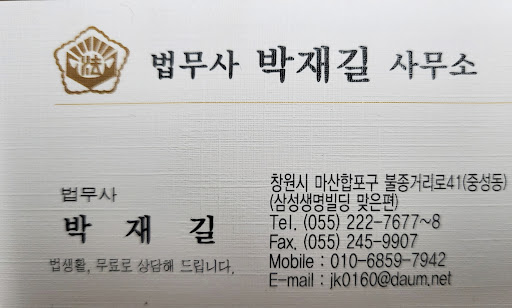 法
법무사 박재길 사무소
법무사
박 재 길
법생활, 무료로 상담해 드립니다.
창원시 마산합포구 불종거리로41(중성동)
(삼성생명빌딩 맞은편)
Tel. (055) 222-7677~8
Fax. (055) 245-9907
Mobile : 010-6859-7942
E-mail : jk0160@daum.net